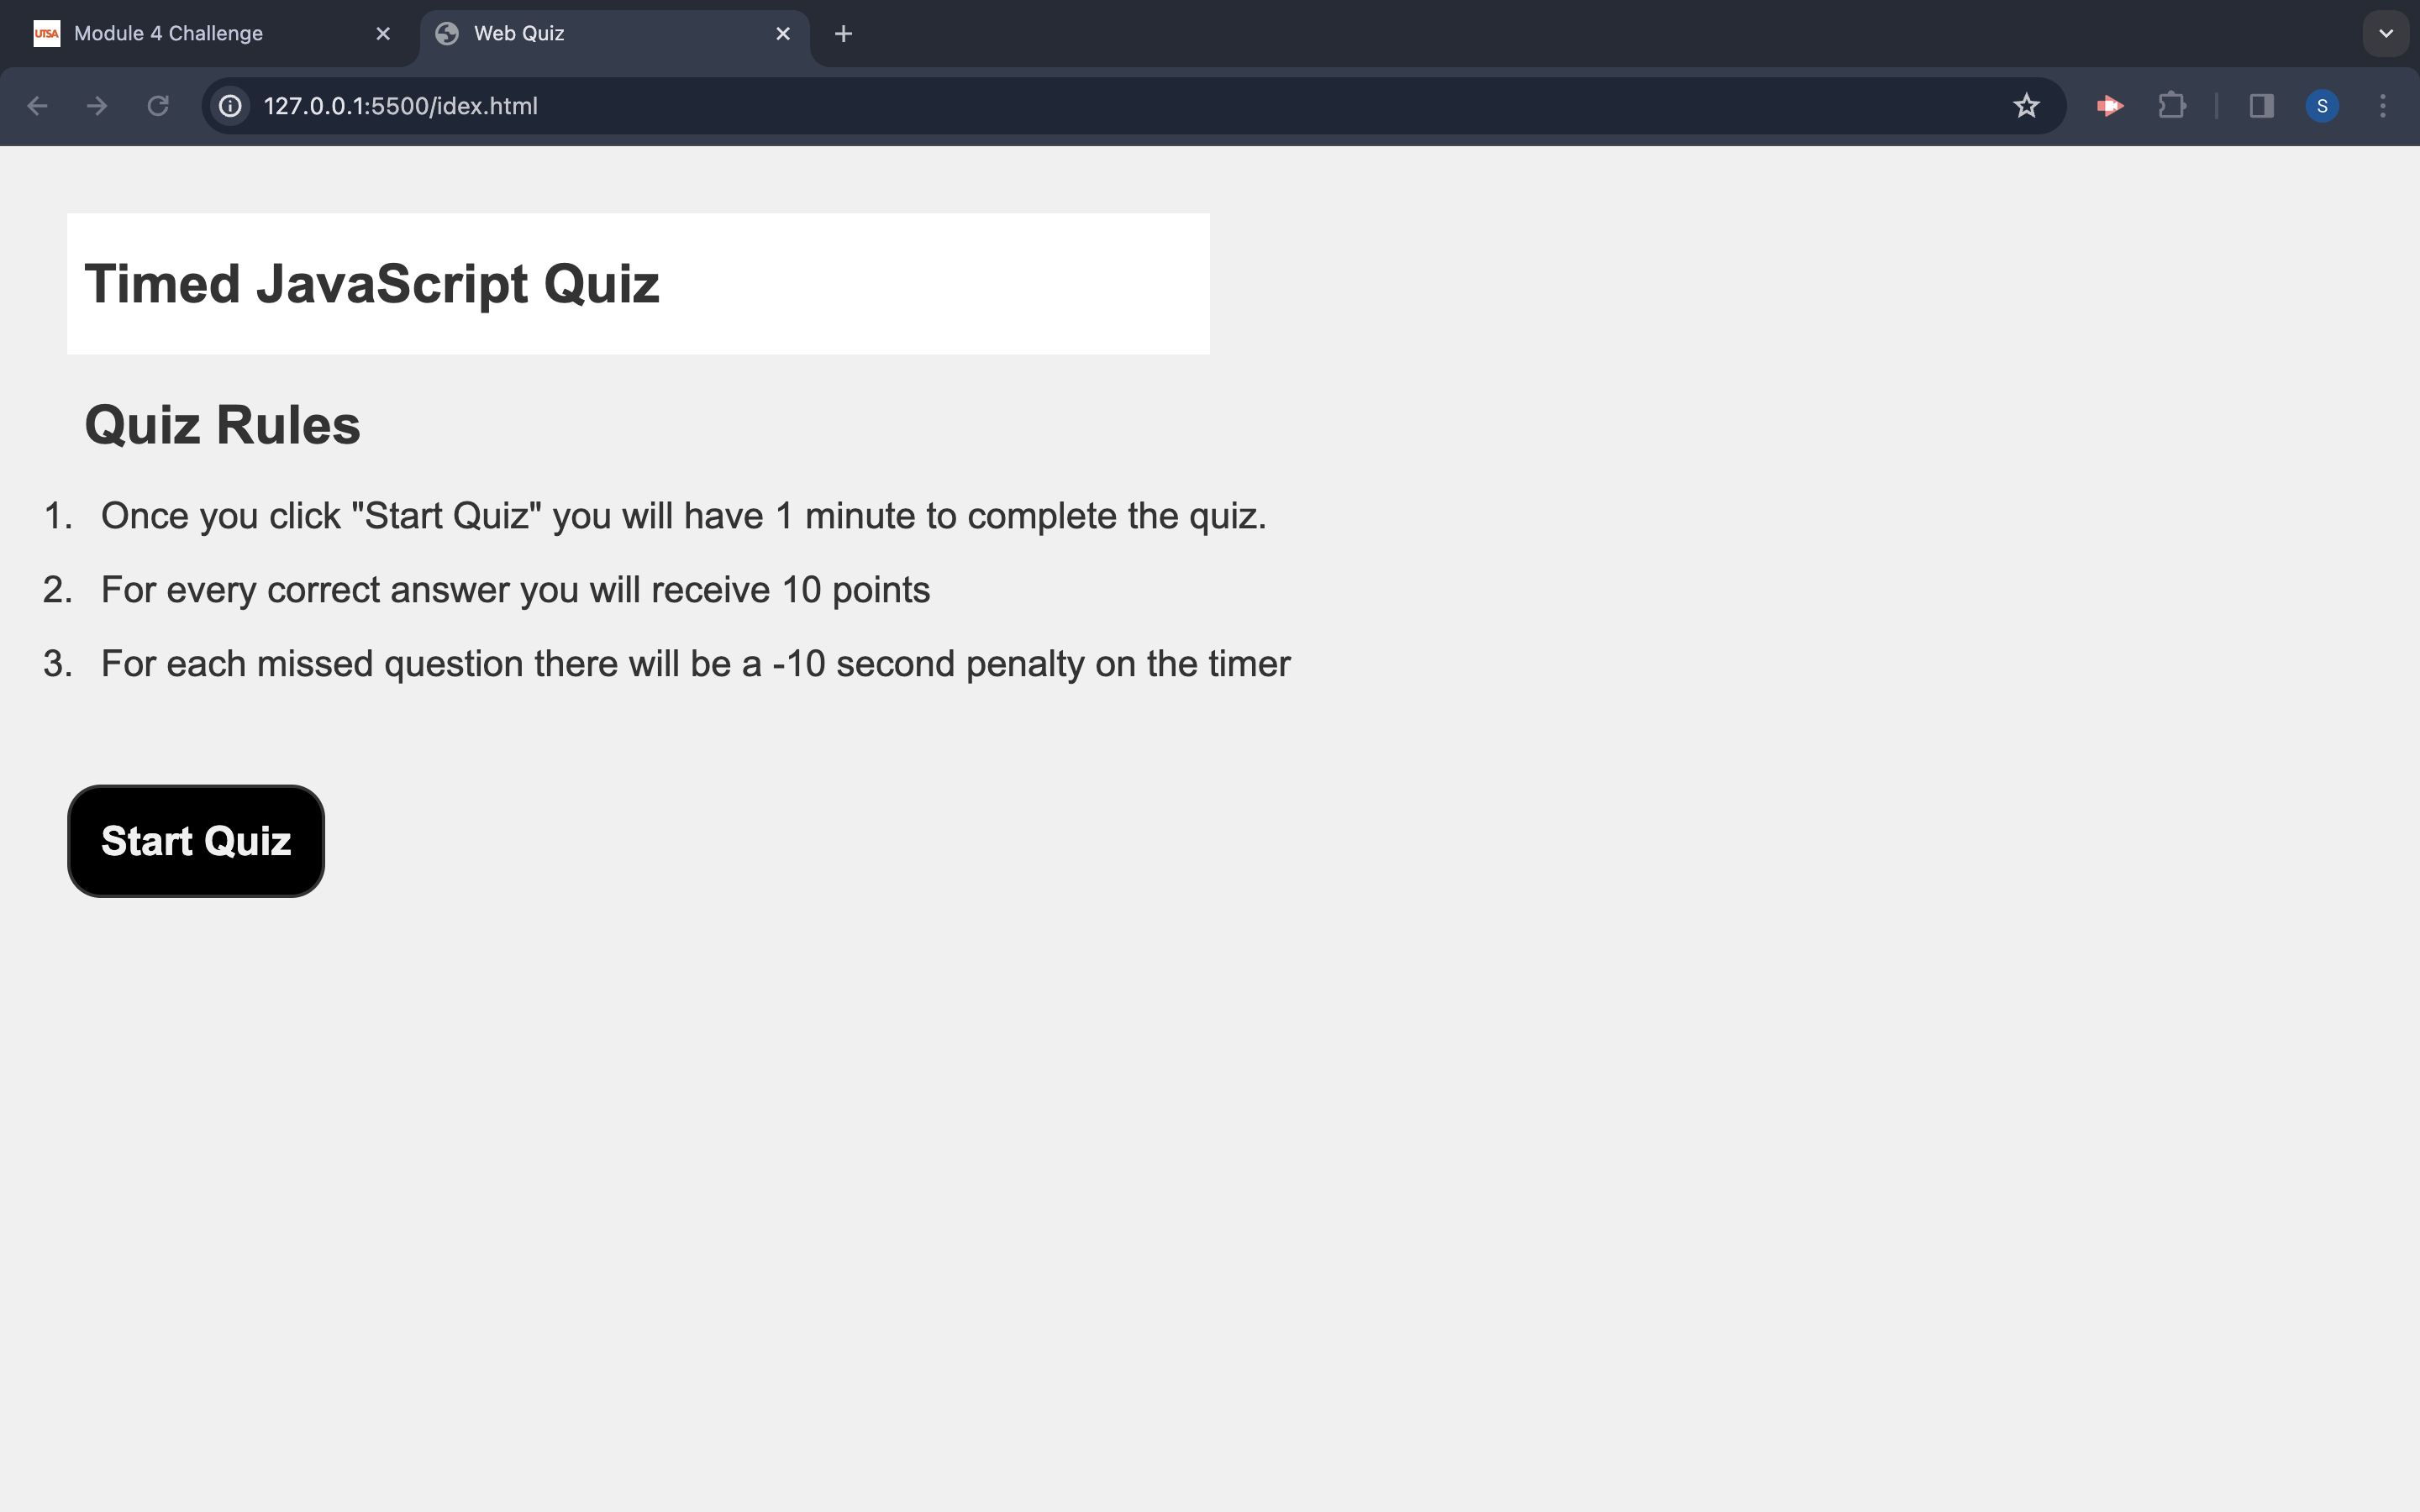 UTSA Module 4 Challenge Web Quiz
127.0.0.1:5500/idex.html S
Timed JavaScript Quiz
Quiz Rules
1. Once you click "Start Quiz" you will have 1 minute to complete the quiz.
2. For every correct answer you will receive 10 points
3. For each missed question there will be a -10 second penalty on the timer
Start Quiz